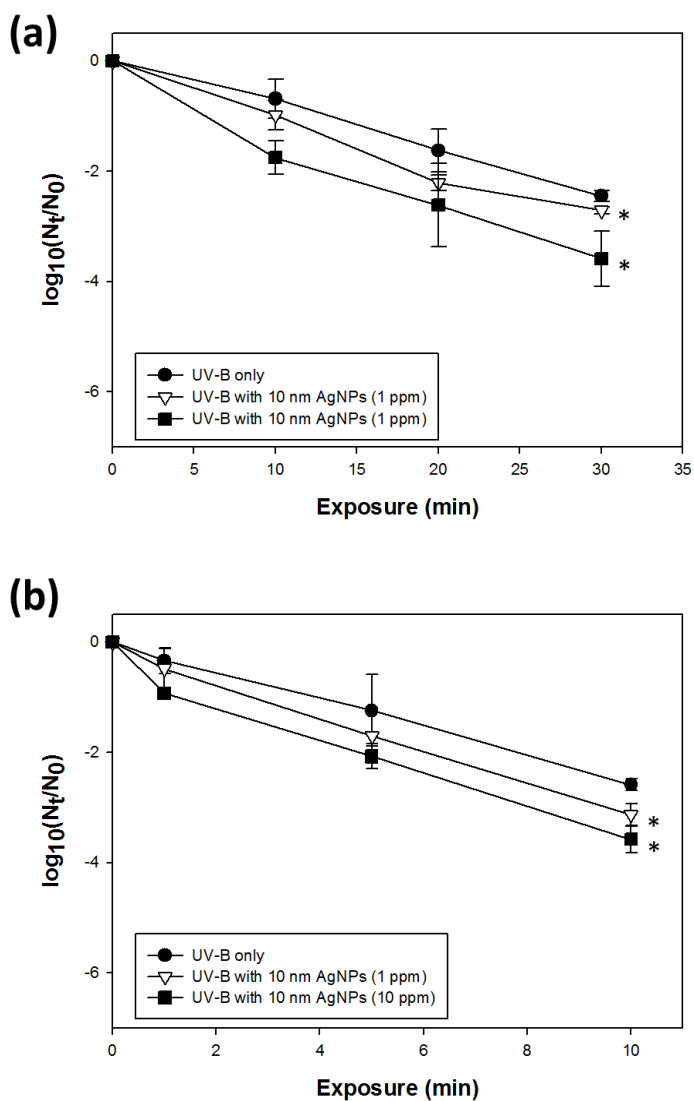 (a)
0
-2
-4
-6
log10(Nt/N0)
UV-B only
UV-B with 10 nm AgNPs (1 ppm)
UV-B with 10 nm AgNPs (1 ppm)
*
*
0 5 10 15 20 25 30 35
Exposure (min)
(b)
0
-2
-4
-6
log10(Nt/N0)
UV-B only
UV-B with 10 nm AgNPs (1 ppm)
UV-B with 10 nm AgNPs (10 ppm)
*
*
0 2 4 6 8 10
Exposure (min)